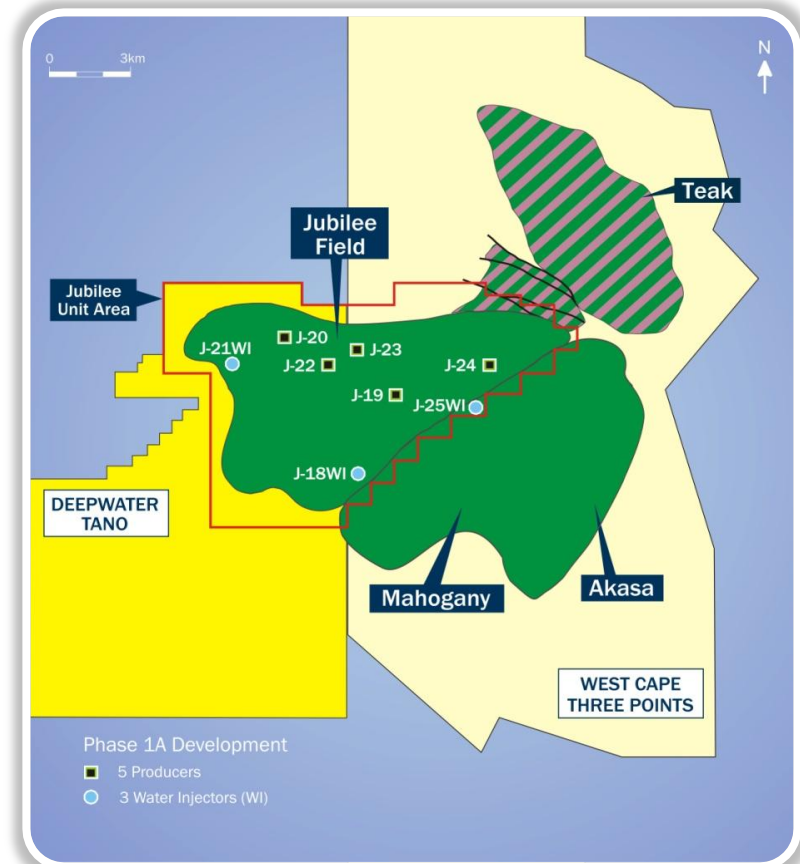 0 3km
N
Teak
Jubilee
Field
Jubilee
Unit Area
J-20
J-21WI
J-23
J-22
J-24
J-19
J-25WI
J-18WI
DEEPWATER
TANO
Mahogany
Akasa
WEST CAPE
THREE POINTS
Phase 1A Development
5 Producers
3 Water Injectors (WI)